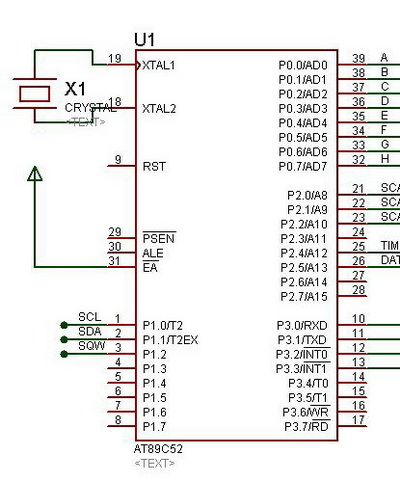 U1
19 XTAL1 P0.0/AD0 39 A
P0.1/AD1 38 B
X1 P0.2/AD2 37 C
CRYSTAL 18 XTAL2 P0.3/AD3 36 D
<TEXT> P0.4/AD4 35 E
P0.5/AD5 34 F
P0.6/AD6 33 G
9 RST P0.7/AD7 32 H
P2.0/A8 21 SCA
P2.1/A9 22 SCA
P2.2/A10 23 SCA
29 PSEN P2.3/A11 24
30 ALE P2.4/A12 25 TIM
31 EA P2.5/A13 26 DAT
P2.6/A14 27
P2.7/A15 28
SCL 1 P1.0/T2 P3.0/RXD 10
SDA 2 P1.1/T2EX P3.1/TXD 11
SQW 3 P1.2 P3.2/INT0 12
4 P1.3 P3.3/INT1 13
5 P1.4 P3.4/T0 14
6 P1.5 P3.5/T1 15
7 P1.6 P3.6/WR 16
8 P1.7 P3.7/RD 17
AT89C52
<TEXT>